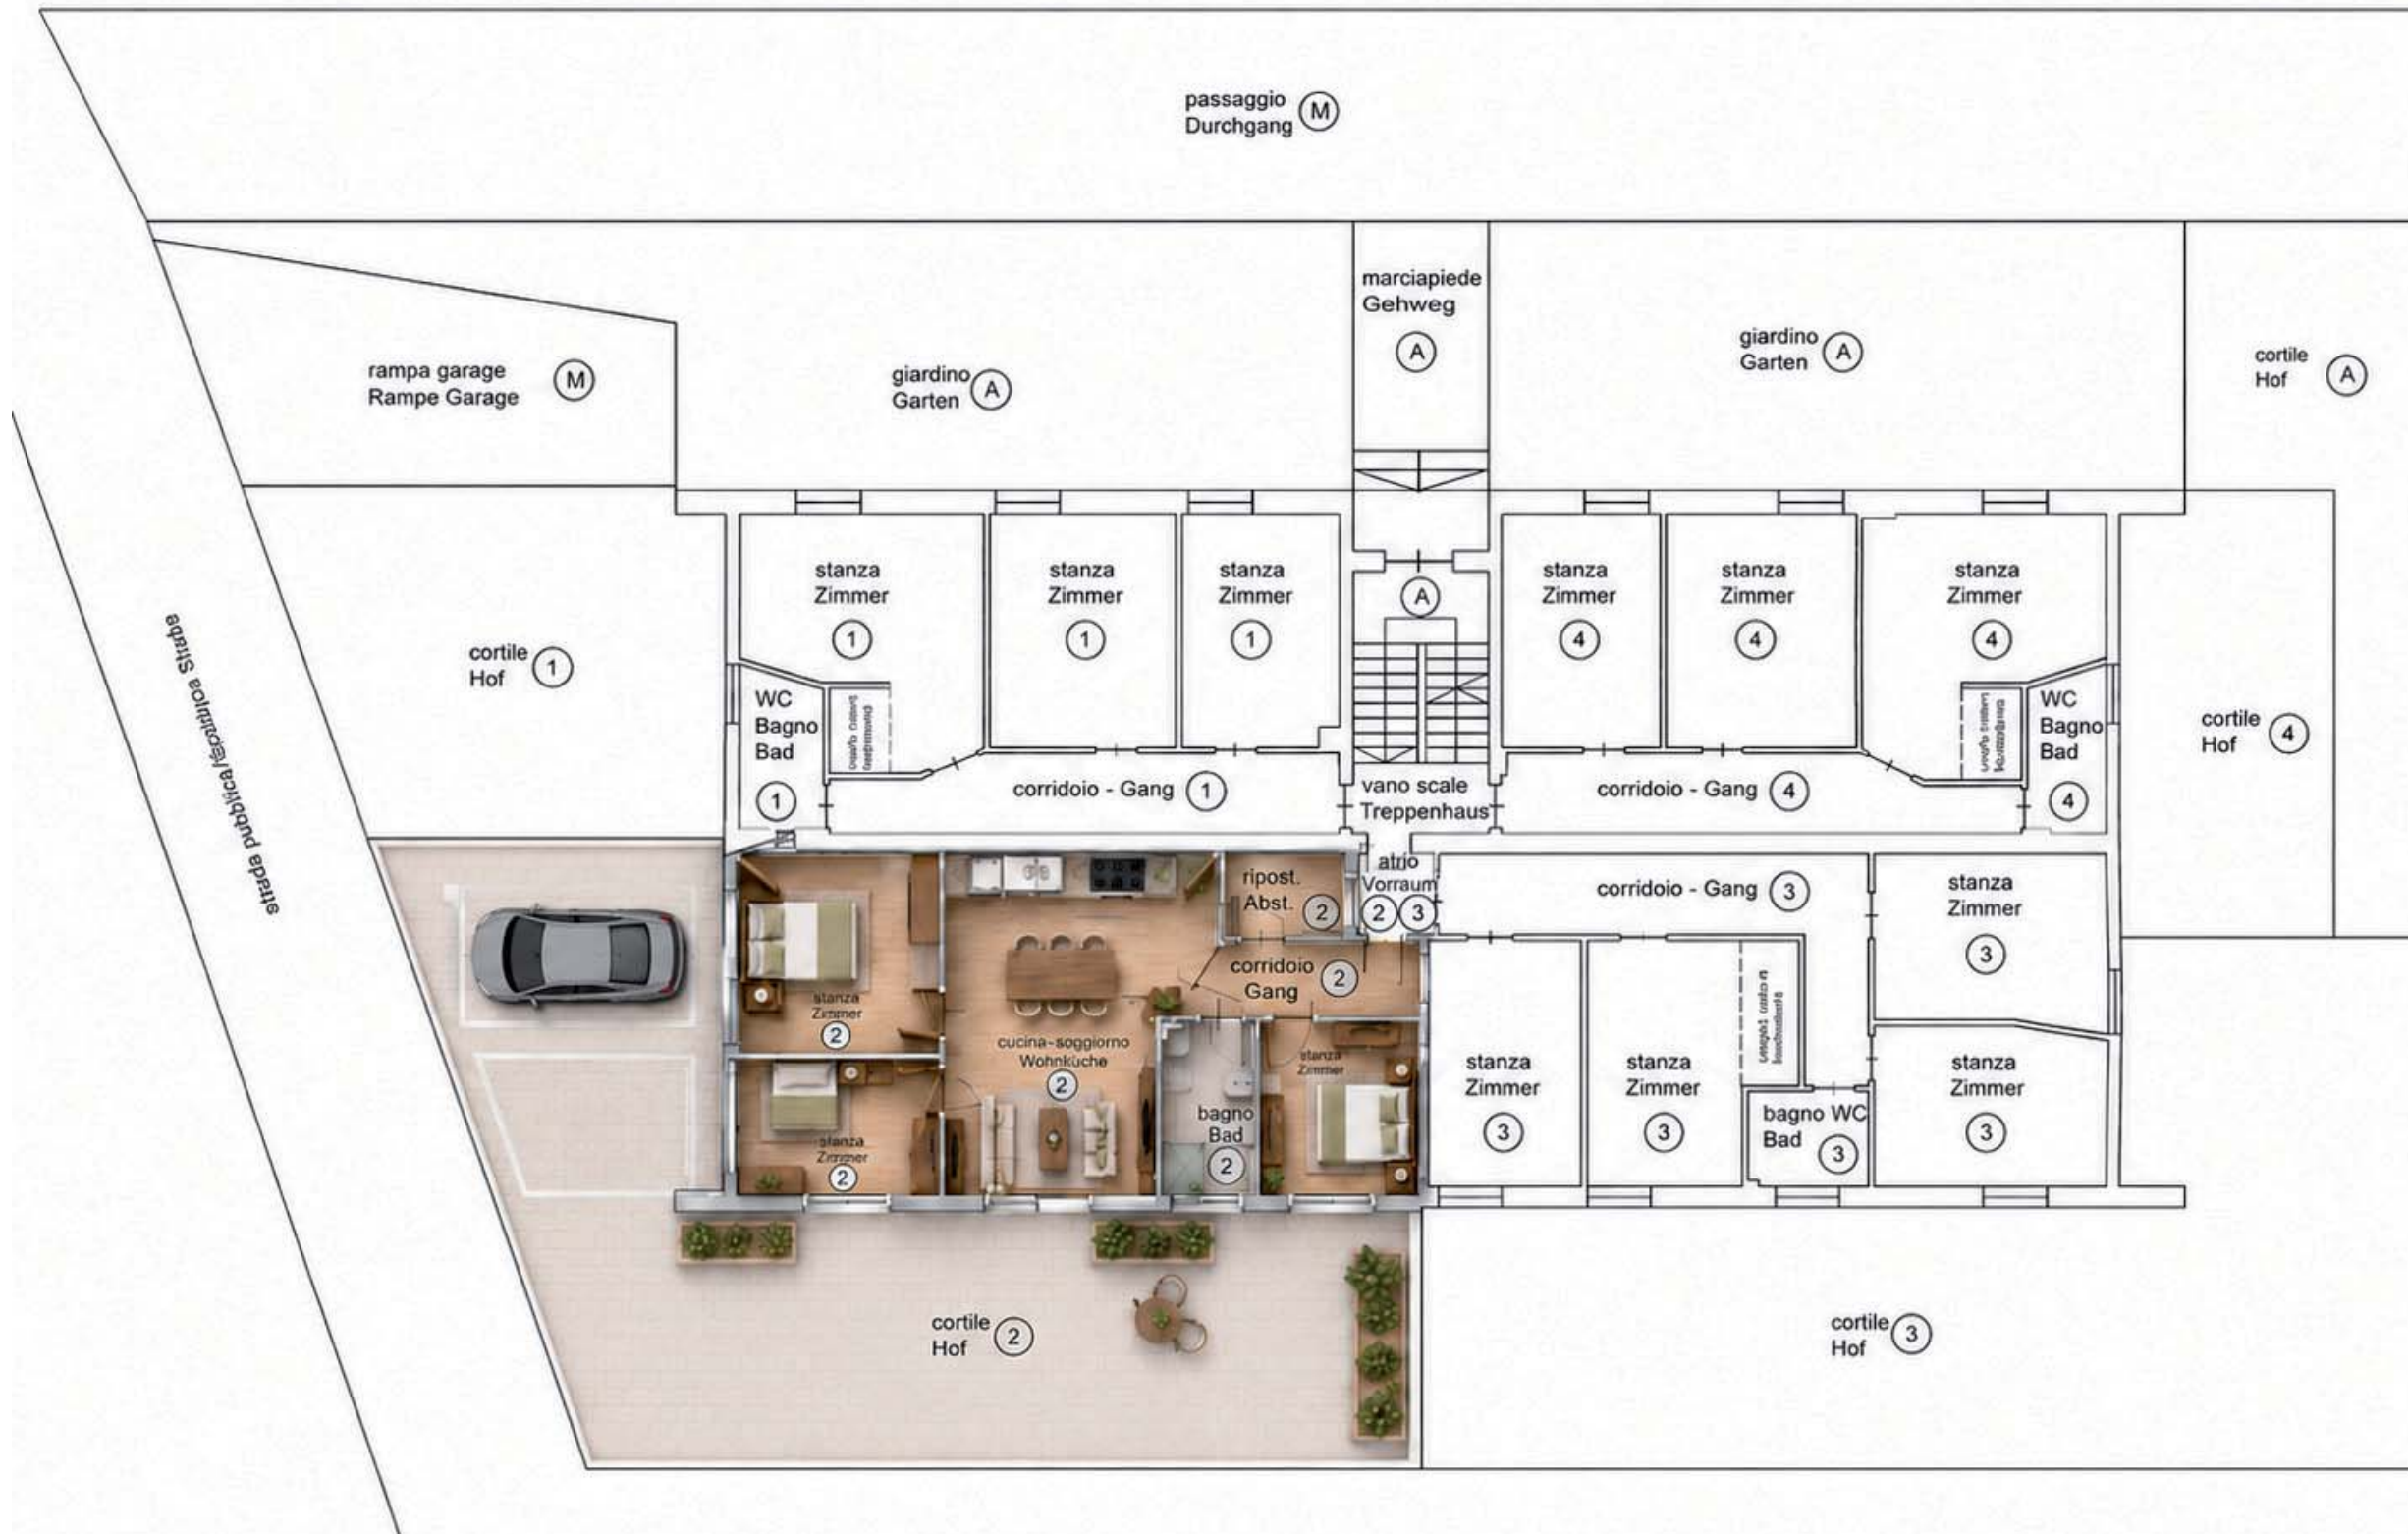 passaggio
Durchgang M
marciapiede
Gehweg
A
giardino
Garten A
cortile
Hof A
rampa garage
Rampe Garage M
giardino
Garten A
stanza
Zimmer
1
stanza
Zimmer
1
stanza
Zimmer
1
A
stanza
Zimmer
4
stanza
Zimmer
4
stanza
Zimmer
4
cortile
Hof 1
WC
Bagno
Bad
1
WC
Bagno
Bad
4
cortile
Hof 4
corridoio - Gang 1
vano scale
Treppenhaus
corridoio - Gang 4
strada pubblica
ripost.
Abst.
2
atrio
Vorraum
2 3
corridoio - Gang 3
stanza
Zimmer
3
stanza
Zimmer
2
corridoio
Gang 2
cucina-soggiorno
Wohnküche
2
stanza
Zimmer
stanza
Zimmer
3
stanza
Zimmer
3
stanza
Zimmer
3
bagno
Bad
2
bagno WC
Bad
3
stanza
Zimmer
2
cortile
Hof 2
cortile
Hof 3